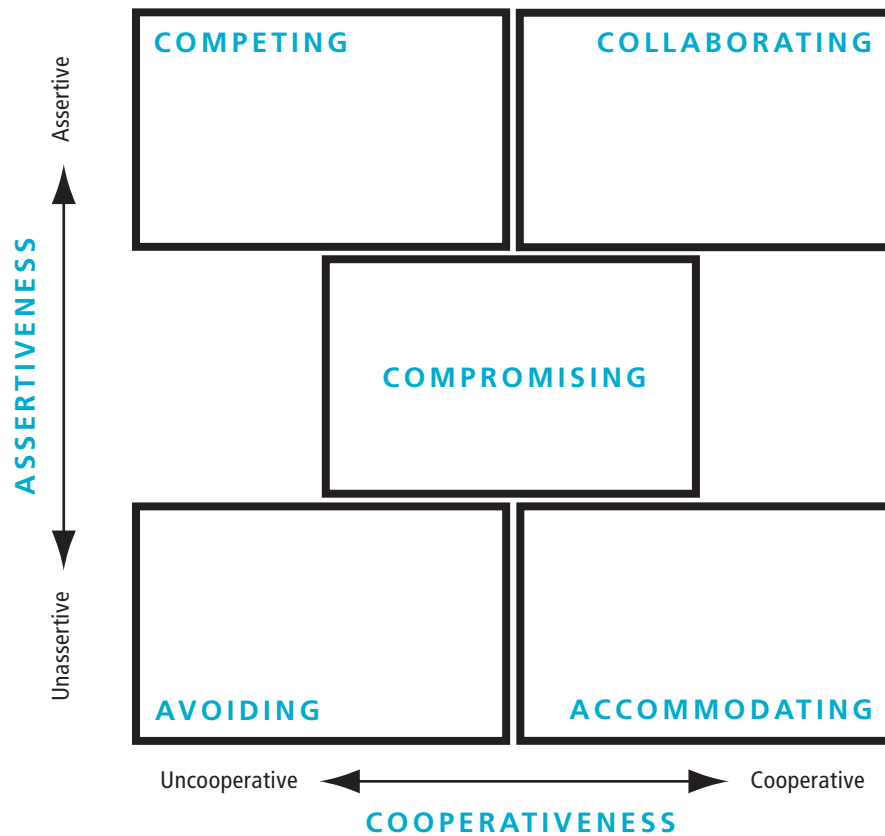 COMPETING
COLLABORATING
Assertive
ASSERTIVENESS
COMPROMISING
Unassertive
AVOIDING
ACCOMMODATING
Uncooperative
Cooperative
COOPERATIVENESS